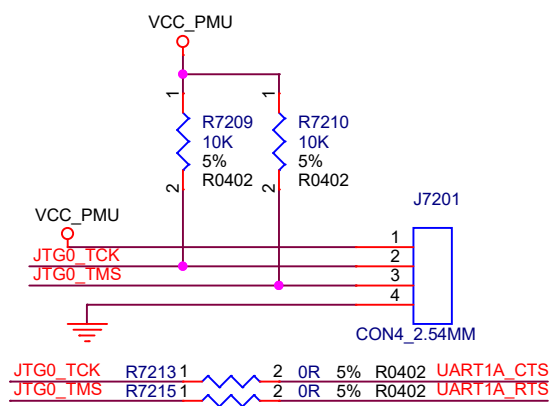 VCC_PMU
1 1
R7209 R7210
10K 10K
5% 5%
2 R0402 2 R0402
J7201
VCC_PMU
1
JTG0_TCK 2
JTG0_TMS 3
4
CON4_2.54MM
JTG0_TCK R7213 1 2 0R 5% R0402 UART1A_CTS
JTG0_TMS R7215 1 2 0R 5% R0402 UART1A_RTS